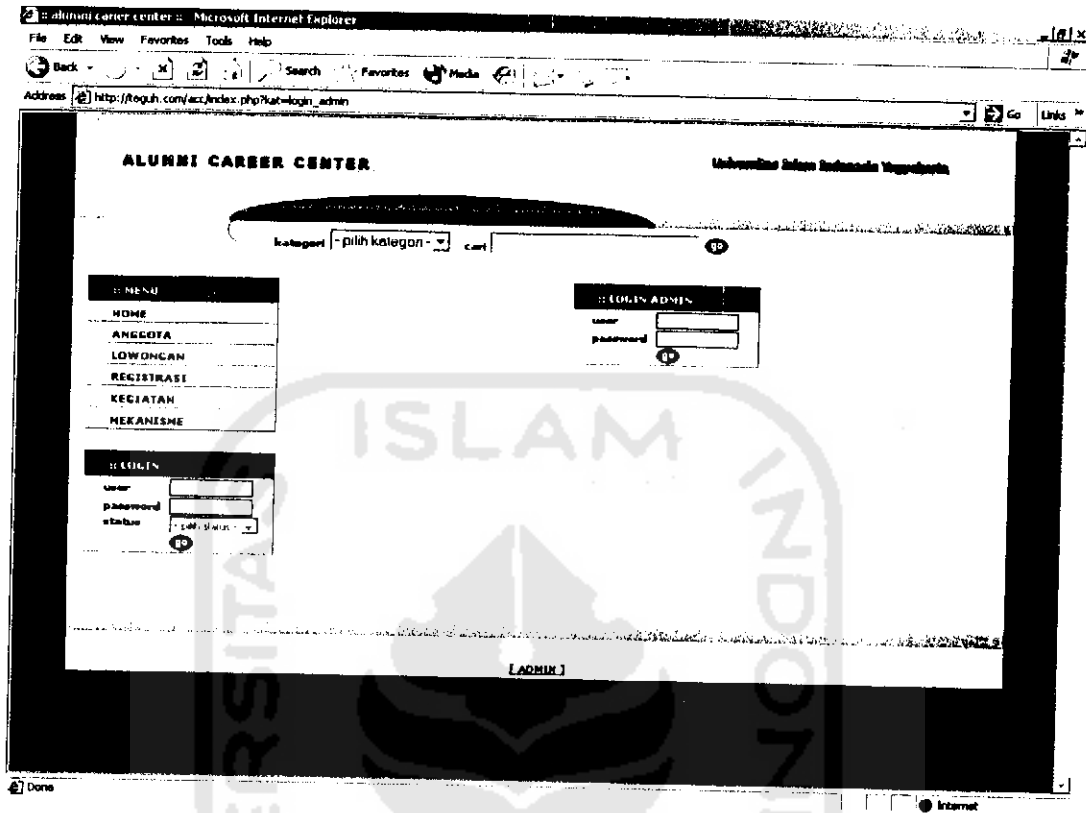 :: alumni carier center :: Microsoft Internet Explorer
File Edit View Favorites Tools Help
Back Search Favorites Media
Address http://teguh.com/acc/index.php?kat=login_admin Go Links
ALUMNI CAREER CENTER
Universitas Islam Indonesia Yogyakarta
kategori - pilih kategori - cari go
:: MENU
HOME
ANGGOTA
LOWONGAN
REGISTRASI
KEGIATAN
MEKANISME
:: LOGIN ADMIN
user
password
go
:: LOGIN
user
password
status - pilih status -
go
[ ADMIN ]
Done Internet
ISLAM
INDON
ERSITAS